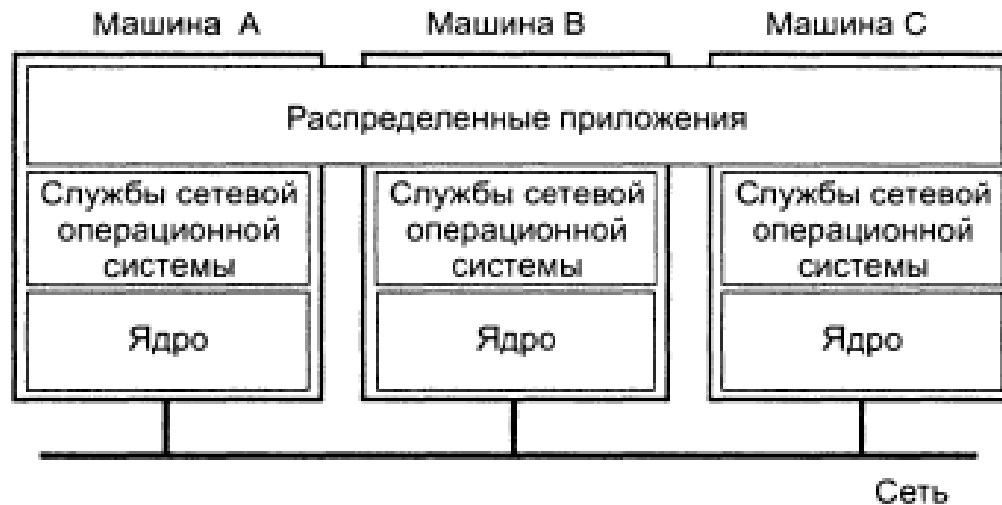 Машина A
Машина B
Машина C
Распределенные приложения
Службы сетевой
операционной
системы
Службы сетевой
операционной
системы
Службы сетевой
операционной
системы
Ядро
Ядро
Ядро
Сеть